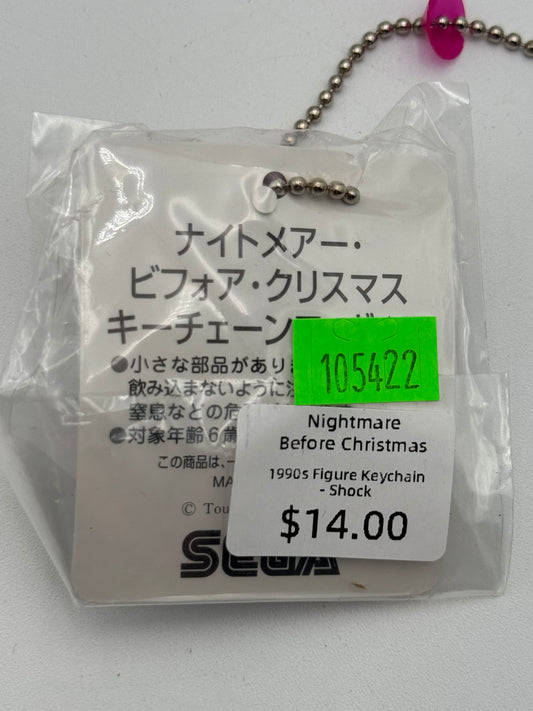 ナイトメアー・
ビフォア・クリスマス
キーチェーン
105422
●小さな部品があり
飲み込まないように
窒息などの危
●対象年齢6歳
この商品は、一
MA
© Tou
Nightmare
Before Christmas
1990s Figure Keychain
- Shock
$14.00
SEGA